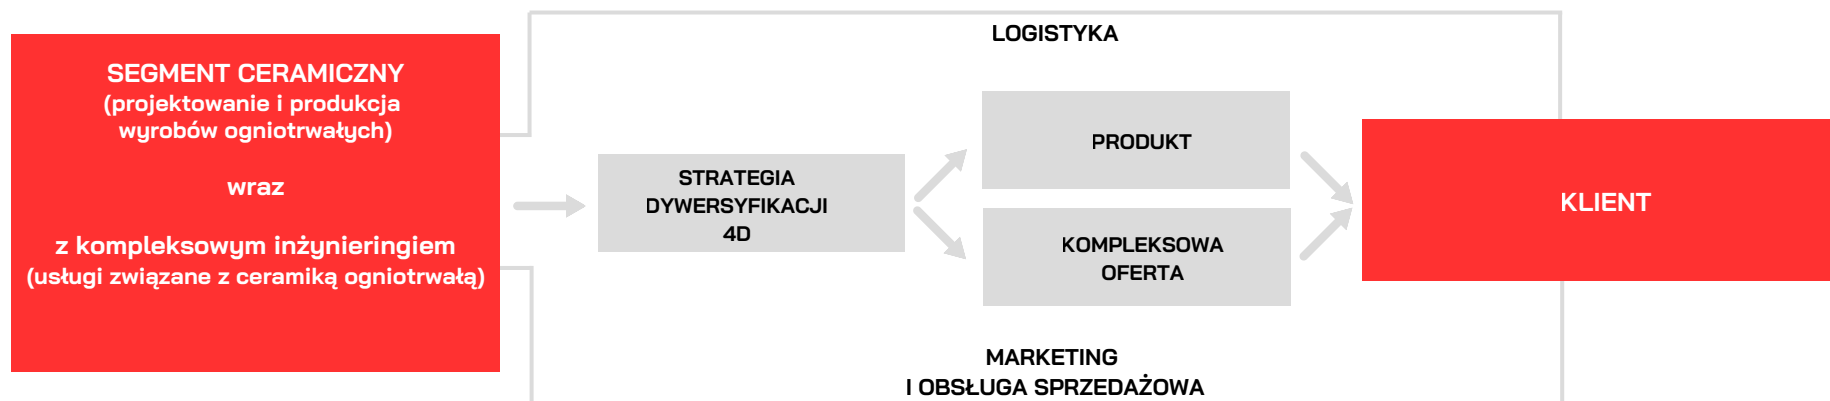 LOGISTYKA
SEGMENT CERAMICZNY
(projektowanie i produkcja
wyrobów ogniotrwałych)
wraz
z kompleksowym inżynieringiem
(usługi związane z ceramiką ogniotrwałą)
STRATEGIA
DYWERSYFIKACJI
4D
PRODUKT
KOMPLEKSOWA
OFERTA
KLIENT
MARKETING
I OBSŁUGA SPRZEDAŻOWA